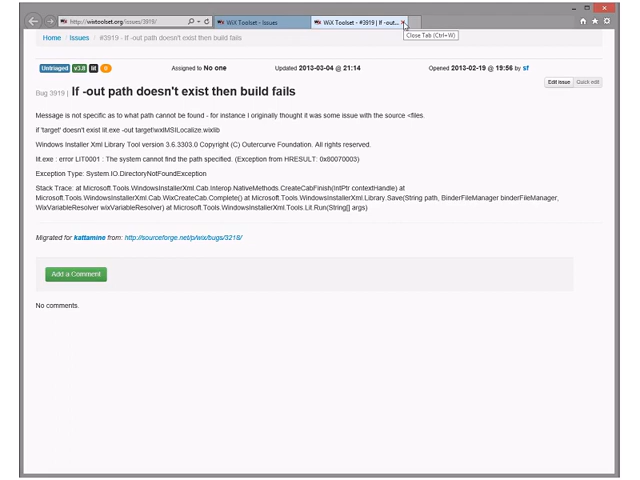 http://wixtoolset.org/issues/3919/
WiX Toolset - Issues
WiX Toolset - #3919 | If -out...
Close Tab (Ctrl+W)
Home Issues / #3919 - If -out path doesn't exist then build fails
Untriaged v3.8 lit 0 Assigned to No one Updated 2013-03-04 @ 21:14 Opened 2013-02-19 @ 19:56 by sf
Edit issue Quick edit
Bug 3919 | If -out path doesn't exist then build fails
Message is not specific as to what path cannot be found - for instance I originally thought it was some issue with the source <files.
if 'target' doesn't exist lit.exe -out target\wixMSILocalize.wixlib
Windows Installer Xml Library Tool version 3.6.3303.0 Copyright (C) Outercurve Foundation. All rights reserved.
lit.exe : error LIT0001 : The system cannot find the path specified. (Exception from HRESULT: 0x80070003)
Exception Type: System.IO.DirectoryNotFoundException
Stack Trace: at Microsoft.Tools.WindowsInstallerXml.Cab.Interop.NativeMethods.CreateCabFinish(IntPtr contextHandle) at
Microsoft.Tools.WindowsInstallerXml.Cab.WixCreateCab.Complete() at Microsoft.Tools.WindowsInstallerXml.Library.Save(String path, BinderFileManager binderFileManager,
WixVariableResolver wixVariableResolver) at Microsoft.Tools.WindowsInstallerXml.Tools.Lit.Run(String[] args)
Migrated for kattamine from: http://sourceforge.net/p/wix/bugs/3218/
Add a Comment
No comments.